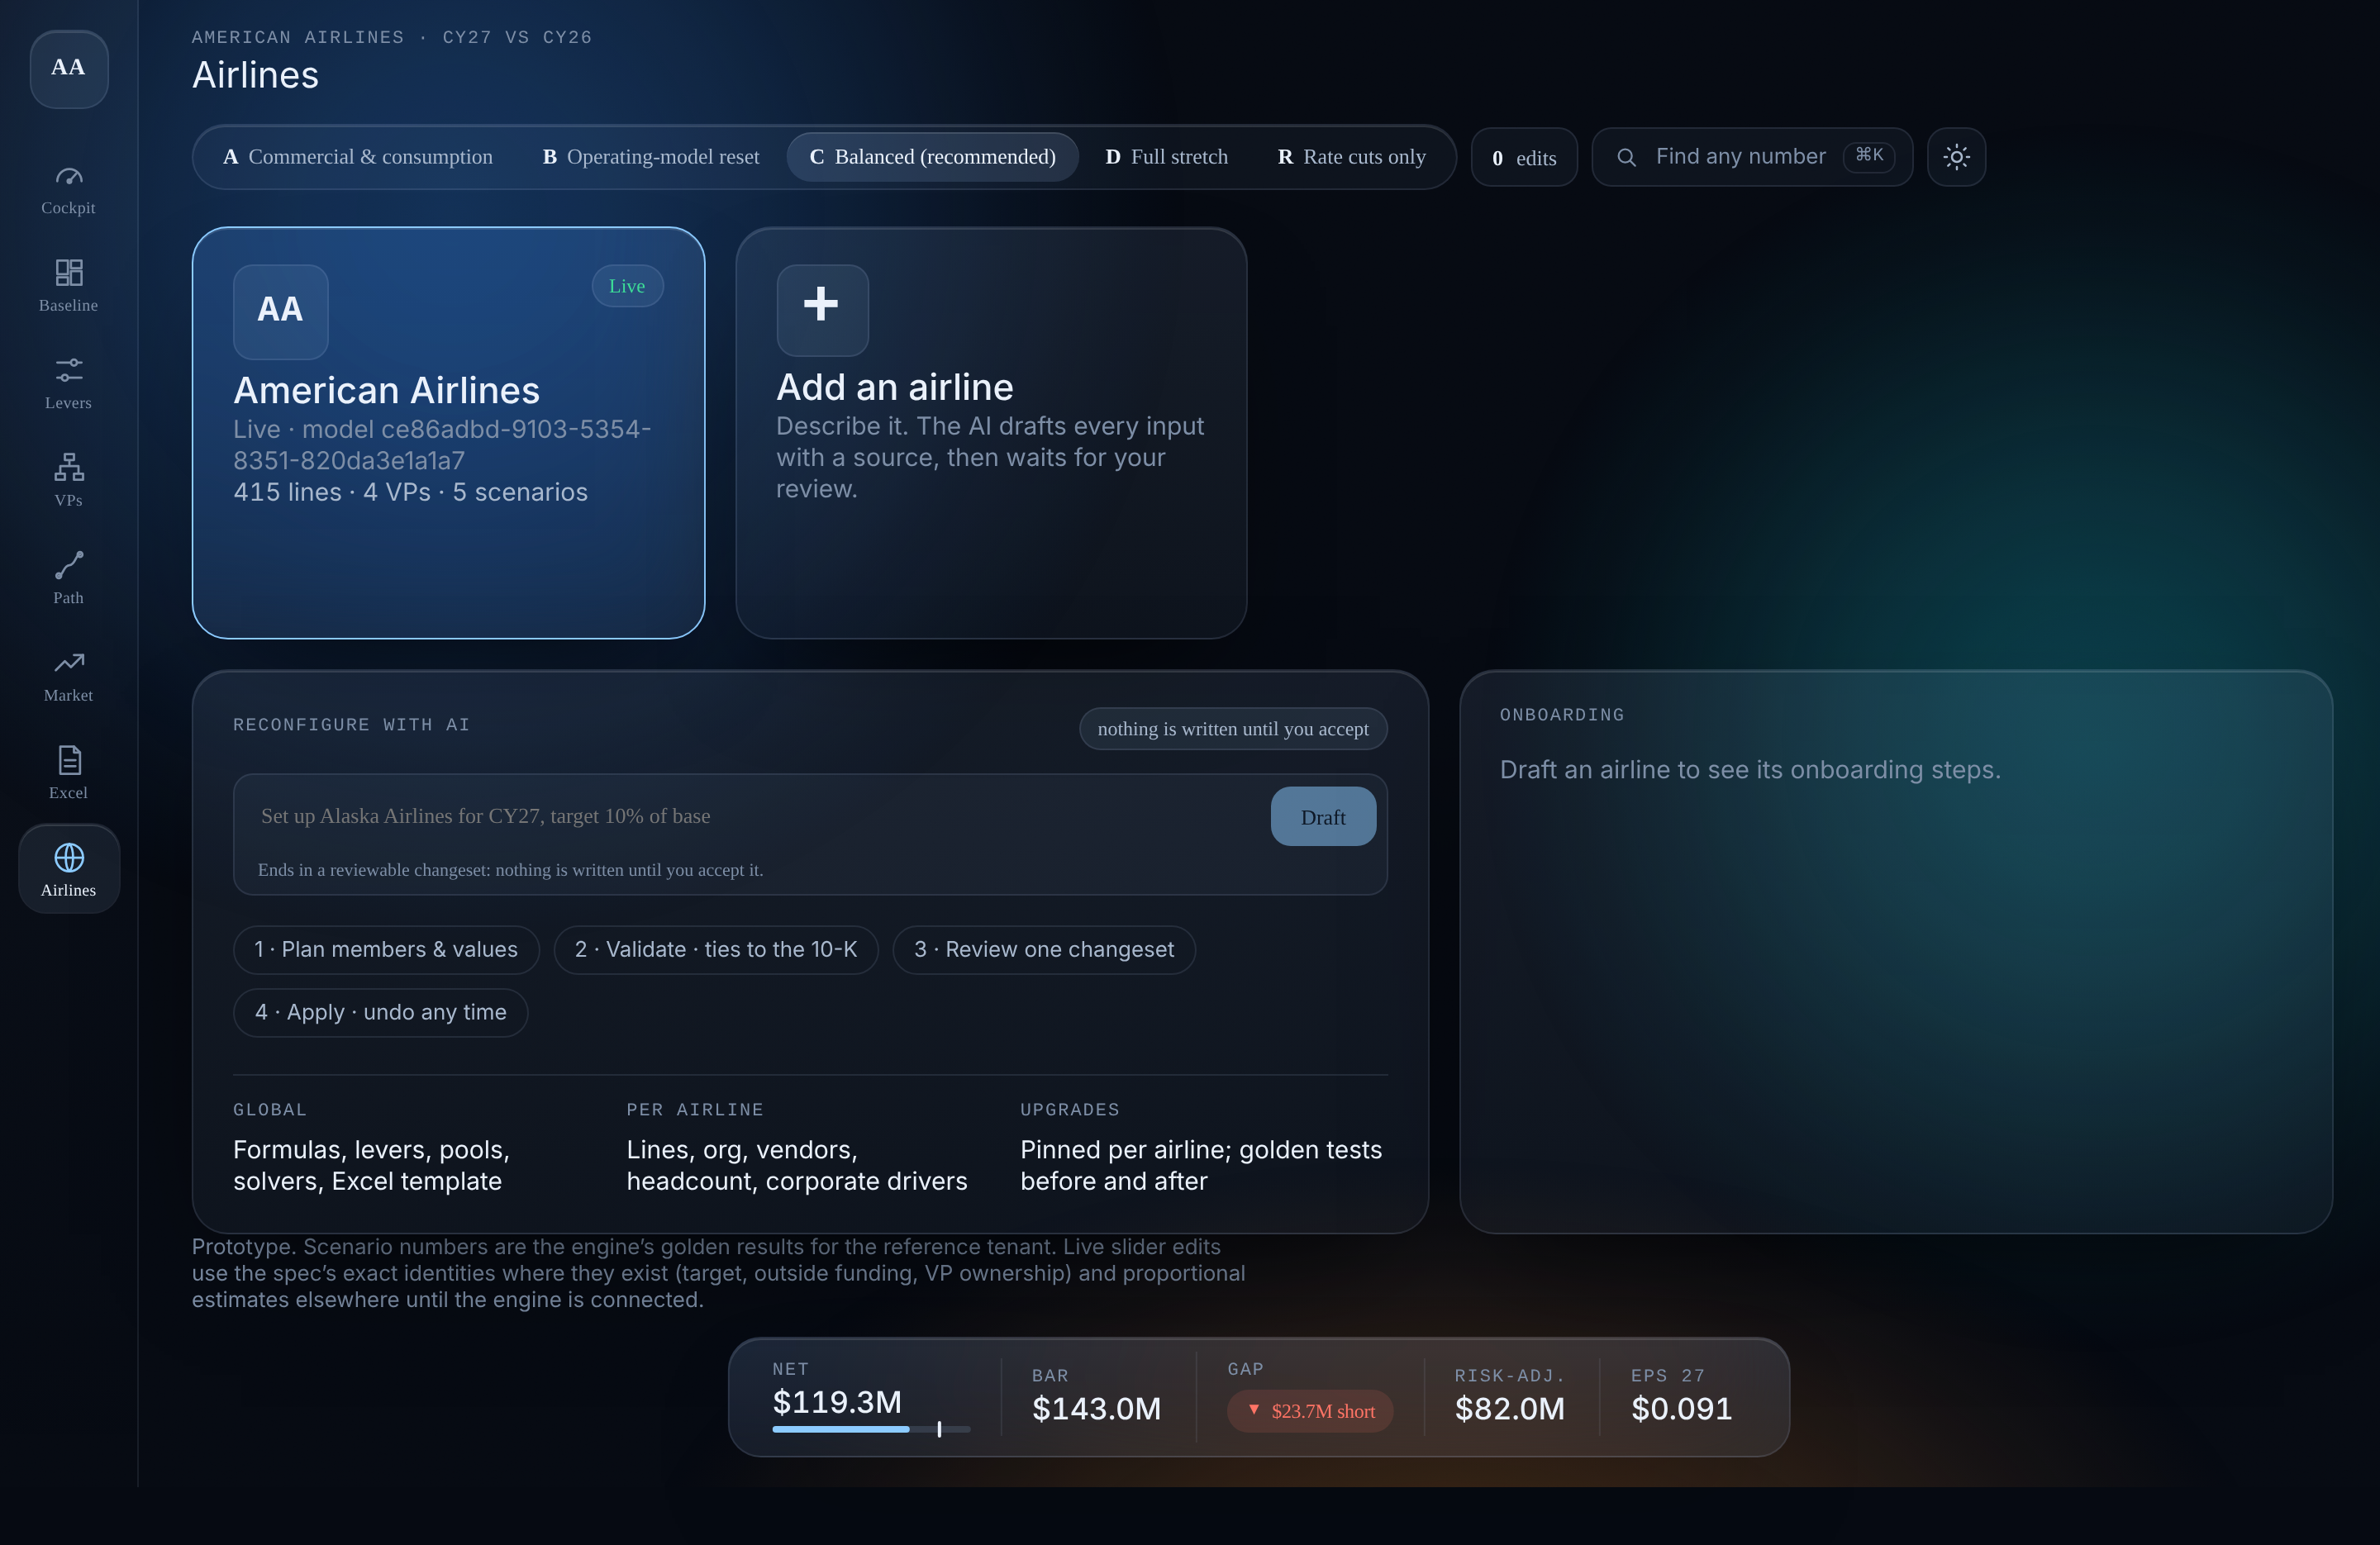 AA
Cockpit
Baseline
Levers
VPs
Path
Market
Excel
Airlines
AMERICAN AIRLINES · CY27 VS CY26
Airlines
A Commercial & consumption B Operating-model reset C Balanced (recommended) D Full stretch R Rate cuts only 0 edits Find any number ⌘K
AA
Live
American Airlines
Live · model ce86adbd-9103-5354-
8351-820da3e1a1a7
415 lines · 4 VPs · 5 scenarios
+
Add an airline
Describe it. The AI drafts every input
with a source, then waits for your
review.
RECONFIGURE WITH AI
nothing is written until you accept
Set up Alaska Airlines for CY27, target 10% of base
Draft
Ends in a reviewable changeset: nothing is written until you accept it.
1 · Plan members & values
2 · Validate · ties to the 10-K
3 · Review one changeset
4 · Apply · undo any time
GLOBAL
Formulas, levers, pools,
solvers, Excel template
PER AIRLINE
Lines, org, vendors,
headcount, corporate drivers
UPGRADES
Pinned per airline; golden tests
before and after
ONBOARDING
Draft an airline to see its onboarding steps.
Prototype. Scenario numbers are the engine’s golden results for the reference tenant. Live slider edits
use the spec’s exact identities where they exist (target, outside funding, VP ownership) and proportional
estimates elsewhere until the engine is connected.
NET
$119.3M
BAR
$143.0M
GAP
▼ $23.7M short
RISK-ADJ.
$82.0M
EPS 27
$0.091